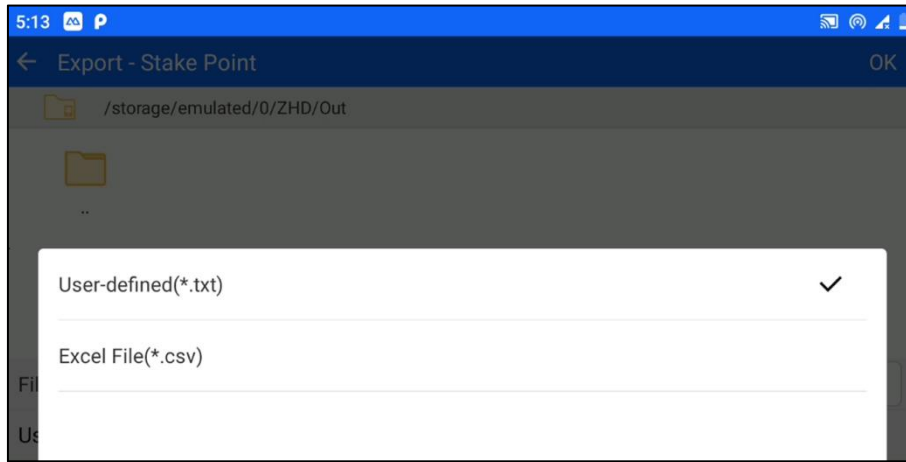 5:13 P
Export - Stake Point OK
/storage/emulated/0/ZHD/Out
..
User-defined(*.txt)
Excel File(*.csv)